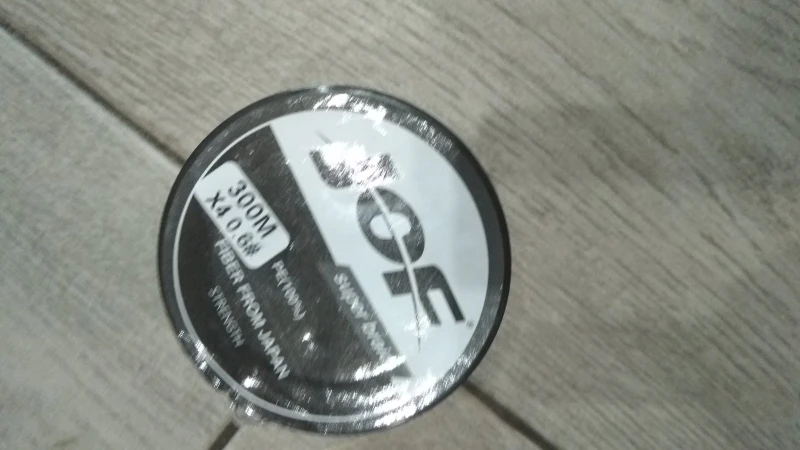 JOF
super braid
300M
X4 0.6#
PE(100%)
FIBER FROM JAPAN
STRENGTH